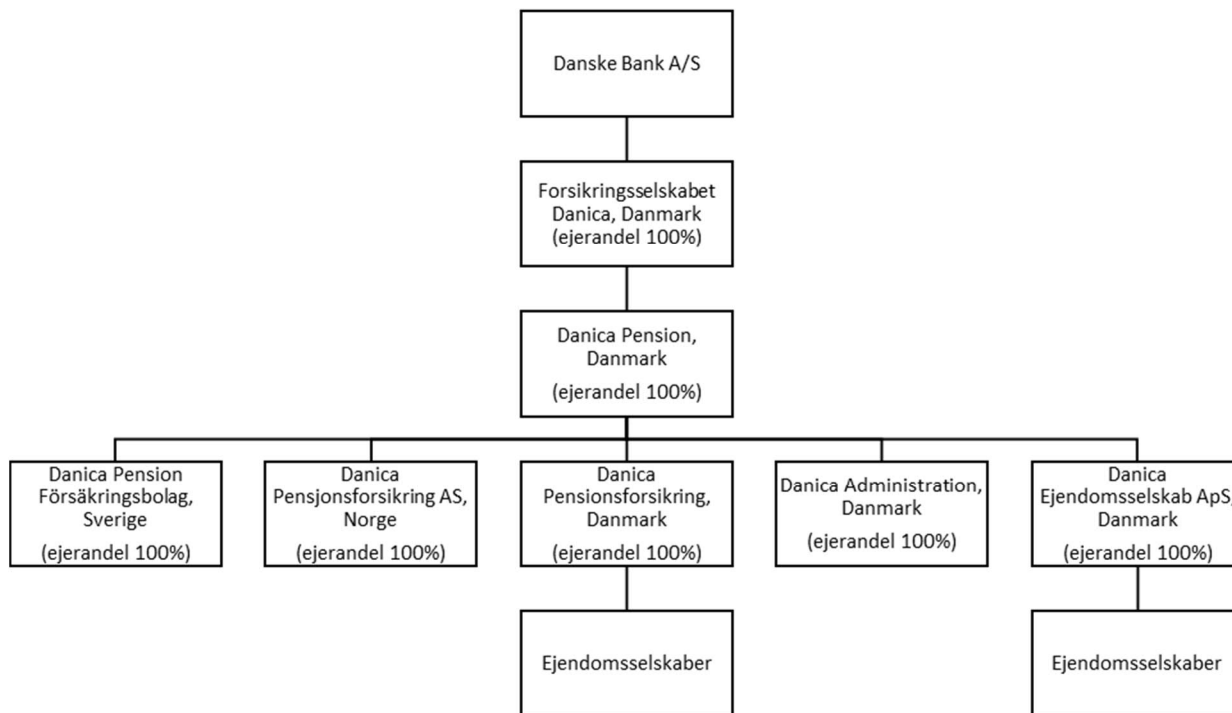 Danske Bank A/S
Forsikringsselskabet
Danica, Danmark
(ejerandel 100%)
Danica Pension,
Danmark
(ejerandel 100%)
Danica Pension
Försäkringsbolag,
Sverige
(ejerandel 100%)
Danica
Pensjonsforsikring AS,
Norge
(ejerandel 100%)
Danica
Pensionsforsikring,
Danmark
(ejerandel 100%)
Danica Administration,
Danmark
(ejerandel 100%)
Danica
Ejendomsselskab ApS,
Danmark
(ejerandel 100%)
Ejendomsselskaber
Ejendomsselskaber